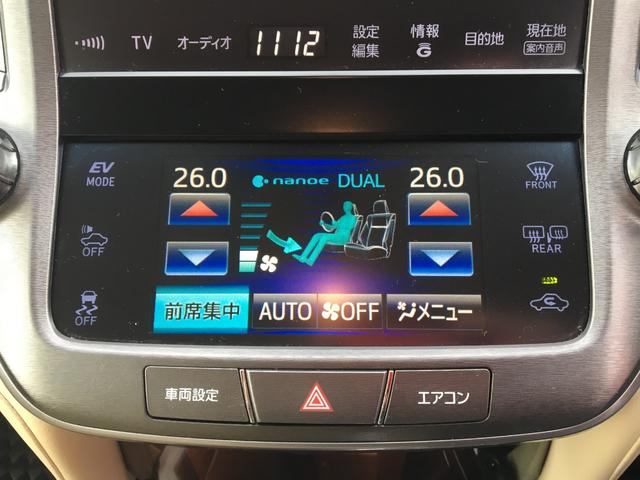 TV オーディオ 1112 設定編集 情報 G 目的地 現在地 案内音声
EV MODE
26.0 nanoe DUAL 26.0
FRONT
OFF
REAR
OFF
前席集中 AUTO OFF メニュー
車両設定 エアコン